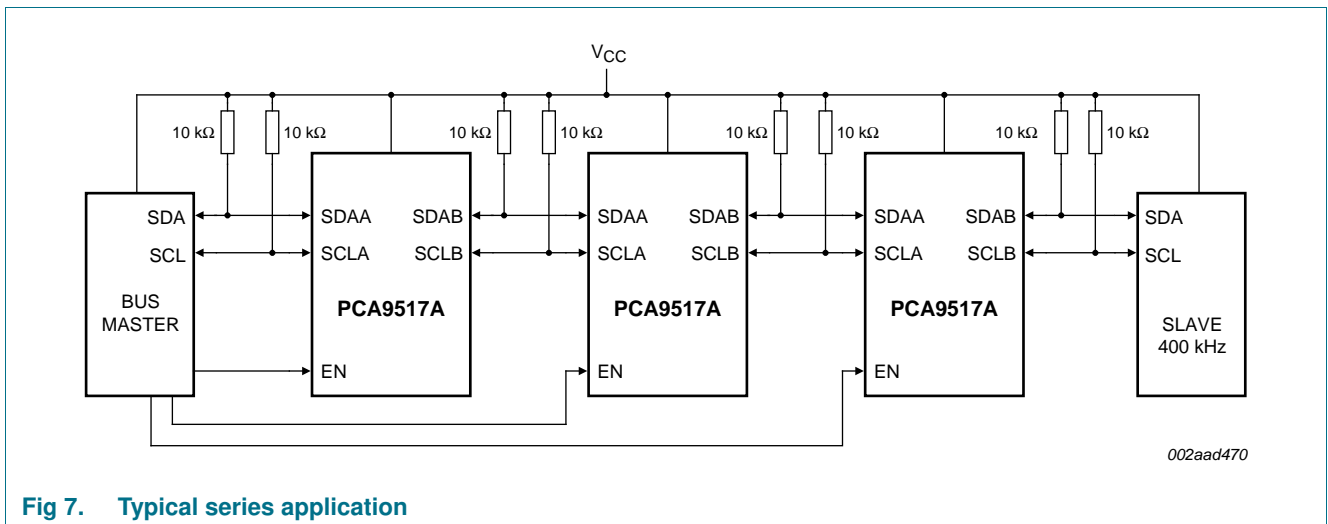 VCC
10 kΩ 10 kΩ 10 kΩ 10 kΩ 10 kΩ 10 kΩ 10 kΩ 10 kΩ
SDA SDAA SDAB SDAA SDAB SDAA SDAB SDA
SCL SCLA SCLB SCLA SCLB SCLA SCLB SCL
BUS MASTER
PCA9517A PCA9517A PCA9517A
SLAVE 400 kHz
EN EN EN
002aad470
Fig 7. Typical series application